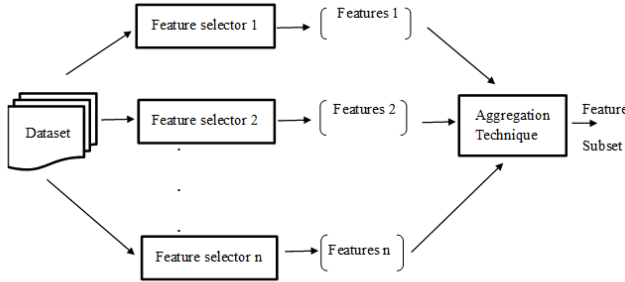 Feature selector 1
Features 1
Dataset
Feature selector 2
Features 2
Aggregation
Technique
Feature
Subset
Feature selector n
Features n